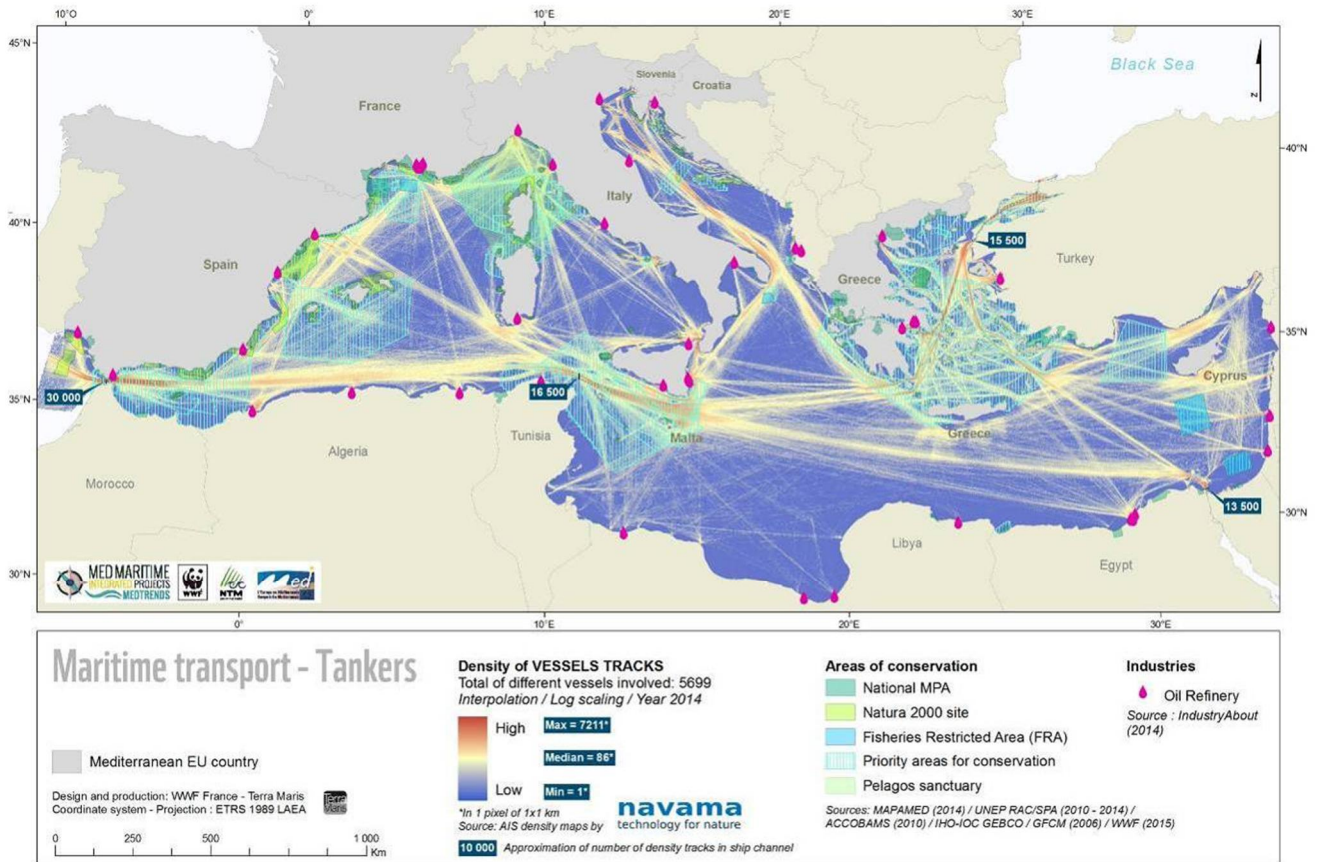 10°O 0° 10°E 20°E 30°E
45°N
Black Sea
Slovenia
Croatia
France
N
40°N
Italy
40°N
15 500
Spain
Greece
Turkey
35°N
Cyprus
30 000
16 500
35°N
Tunisia
Malta
Greece
Algeria
Morocco
13 500
30°N
Libya
Egypt
30°N
MED MARITIME
INTEGRATED PROJECTS
MEDTRENDS
WWF
NTM
Med
0° 10°E 20°E 30°E
Maritime transport - Tankers
Mediterranean EU country
Design and production: WWF France - Terra Maris
Coordinate system - Projection : ETRS 1989 LAEA
Terra
Maris
0 250 500 1 000
Km
Density of VESSELS TRACKS
Total of different vessels involved: 5699
Interpolation / Log scaling / Year 2014
High
Max = 7211*
Median = 86*
Low
Min = 1*
*In 1 pixel of 1x1 km
Source: AIS density maps by
navama
technology for nature
10 000 Approximation of number of density tracks in ship channel
Areas of conservation
National MPA
Natura 2000 site
Fisheries Restricted Area (FRA)
Priority areas for conservation
Pelagos sanctuary
Sources: MAPAMED (2014) / UNEP RAC/SPA (2010 - 2014) /
ACCOBAMS (2010) / IHO-IOC GEBCO / GFCM (2006) / WWF (2015)
Industries
Oil Refinery
Source : IndustryAbout
(2014)